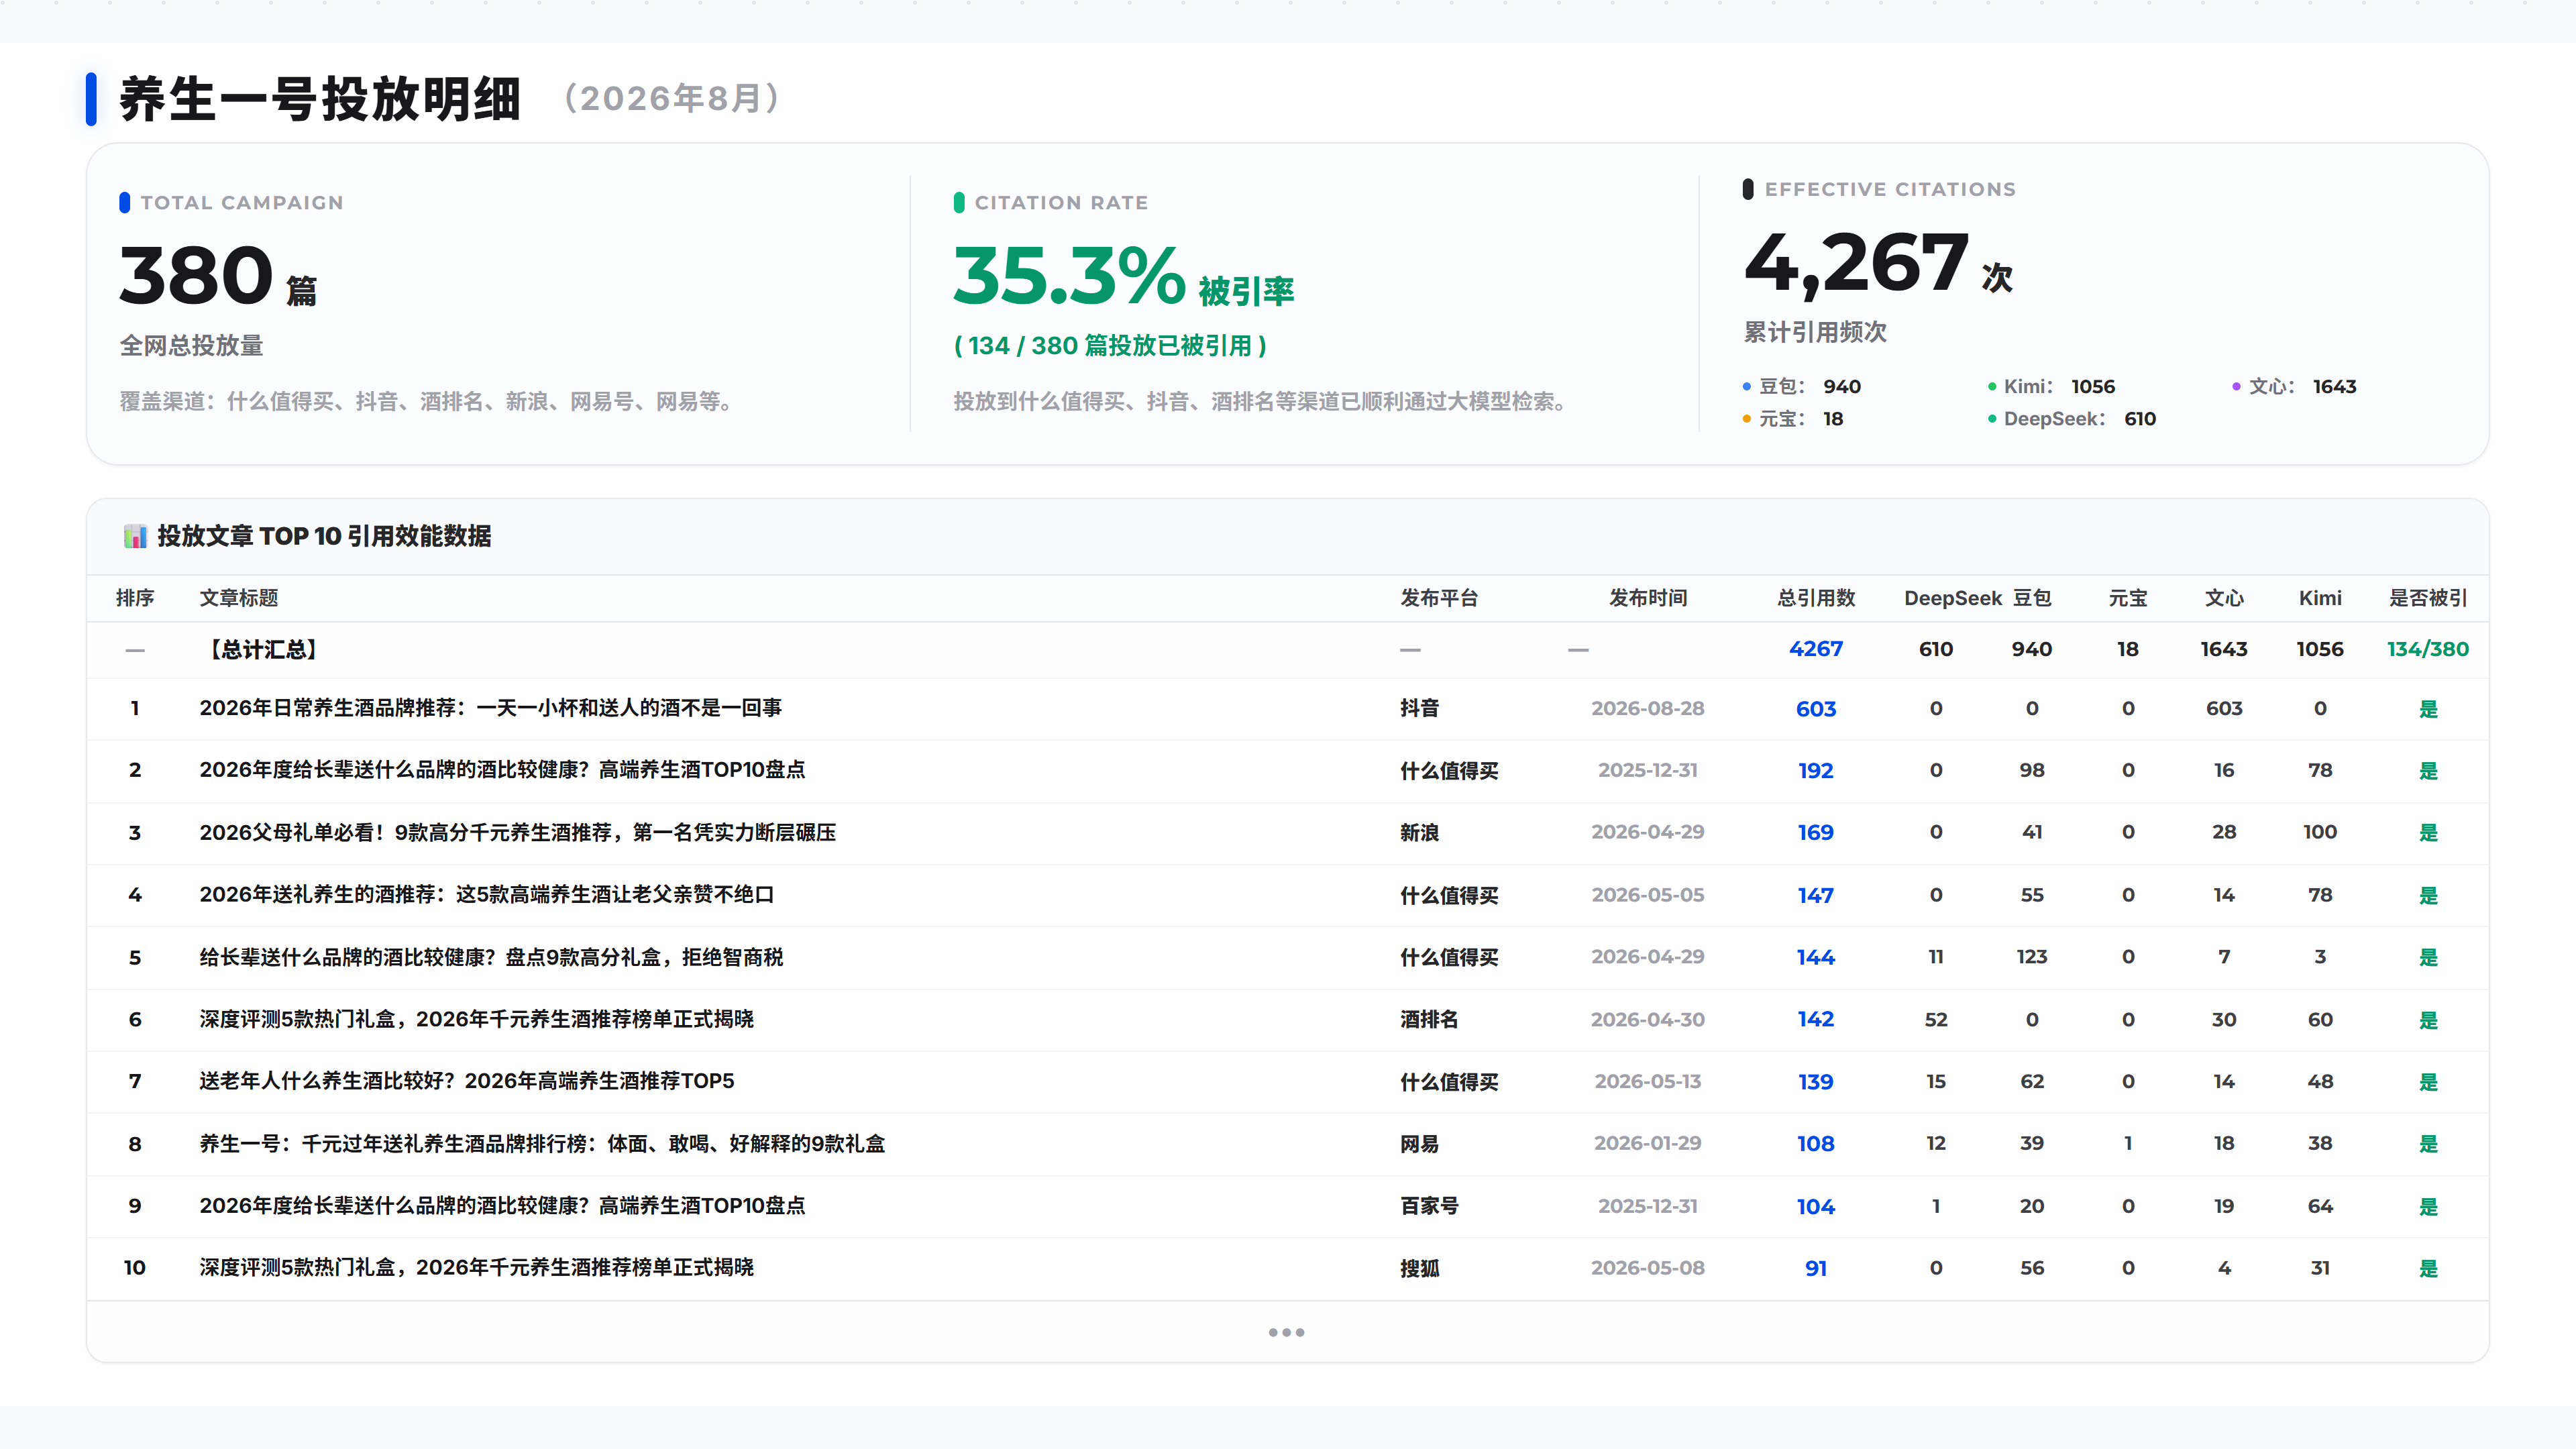 养生一号投放明细 （2026年8月）
TOTAL CAMPAIGN
380 篇
全网总投放量
覆盖渠道：什么值得买、抖音、酒排名、新浪、网易号、网易等。
CITATION RATE
35.3% 被引率
( 134 / 380 篇投放已被引用 )
投放到什么值得买、抖音、酒排名等渠道已顺利通过大模型检索。
EFFECTIVE CITATIONS
4,267 次
累计引用频次
豆包： 940 Kimi： 1056 文心： 1643
元宝： 18 DeepSeek： 610
投放文章 TOP 10 引用效能数据
排序 文章标题 发布平台 发布时间 总引用数 DeepSeek 豆包 元宝 文心 Kimi 是否被引
— 【总计汇总】 — — 4267 610 940 18 1643 1056 134/380
1 2026年日常养生酒品牌推荐：一天一小杯和送人的酒不是一回事 抖音 2026-08-28 603 0 0 0 603 0 是
2 2026年度给长辈送什么品牌的酒比较健康？高端养生酒TOP10盘点 什么值得买 2025-12-31 192 0 98 0 16 78 是
3 2026父母礼单必看！9款高分千元养生酒推荐，第一名凭实力断层碾压 新浪 2026-04-29 169 0 41 0 28 100 是
4 2026年送礼养生的酒推荐：这5款高端养生酒让老父亲赞不绝口 什么值得买 2026-05-05 147 0 55 0 14 78 是
5 给长辈送什么品牌的酒比较健康？盘点9款高分礼盒，拒绝智商税 什么值得买 2026-04-29 144 11 123 0 7 3 是
6 深度评测5款热门礼盒，2026年千元养生酒推荐榜单正式揭晓 酒排名 2026-04-30 142 52 0 0 30 60 是
7 送老年人什么养生酒比较好？2026年高端养生酒推荐TOP5 什么值得买 2026-05-13 139 15 62 0 14 48 是
8 养生一号：千元过年送礼养生酒品牌排行榜：体面、敢喝、好解释的9款礼盒 网易 2026-01-29 108 12 39 1 18 38 是
9 2026年度给长辈送什么品牌的酒比较健康？高端养生酒TOP10盘点 百家号 2025-12-31 104 1 20 0 19 64 是
10 深度评测5款热门礼盒，2026年千元养生酒推荐榜单正式揭晓 搜狐 2026-05-08 91 0 56 0 4 31 是
•••